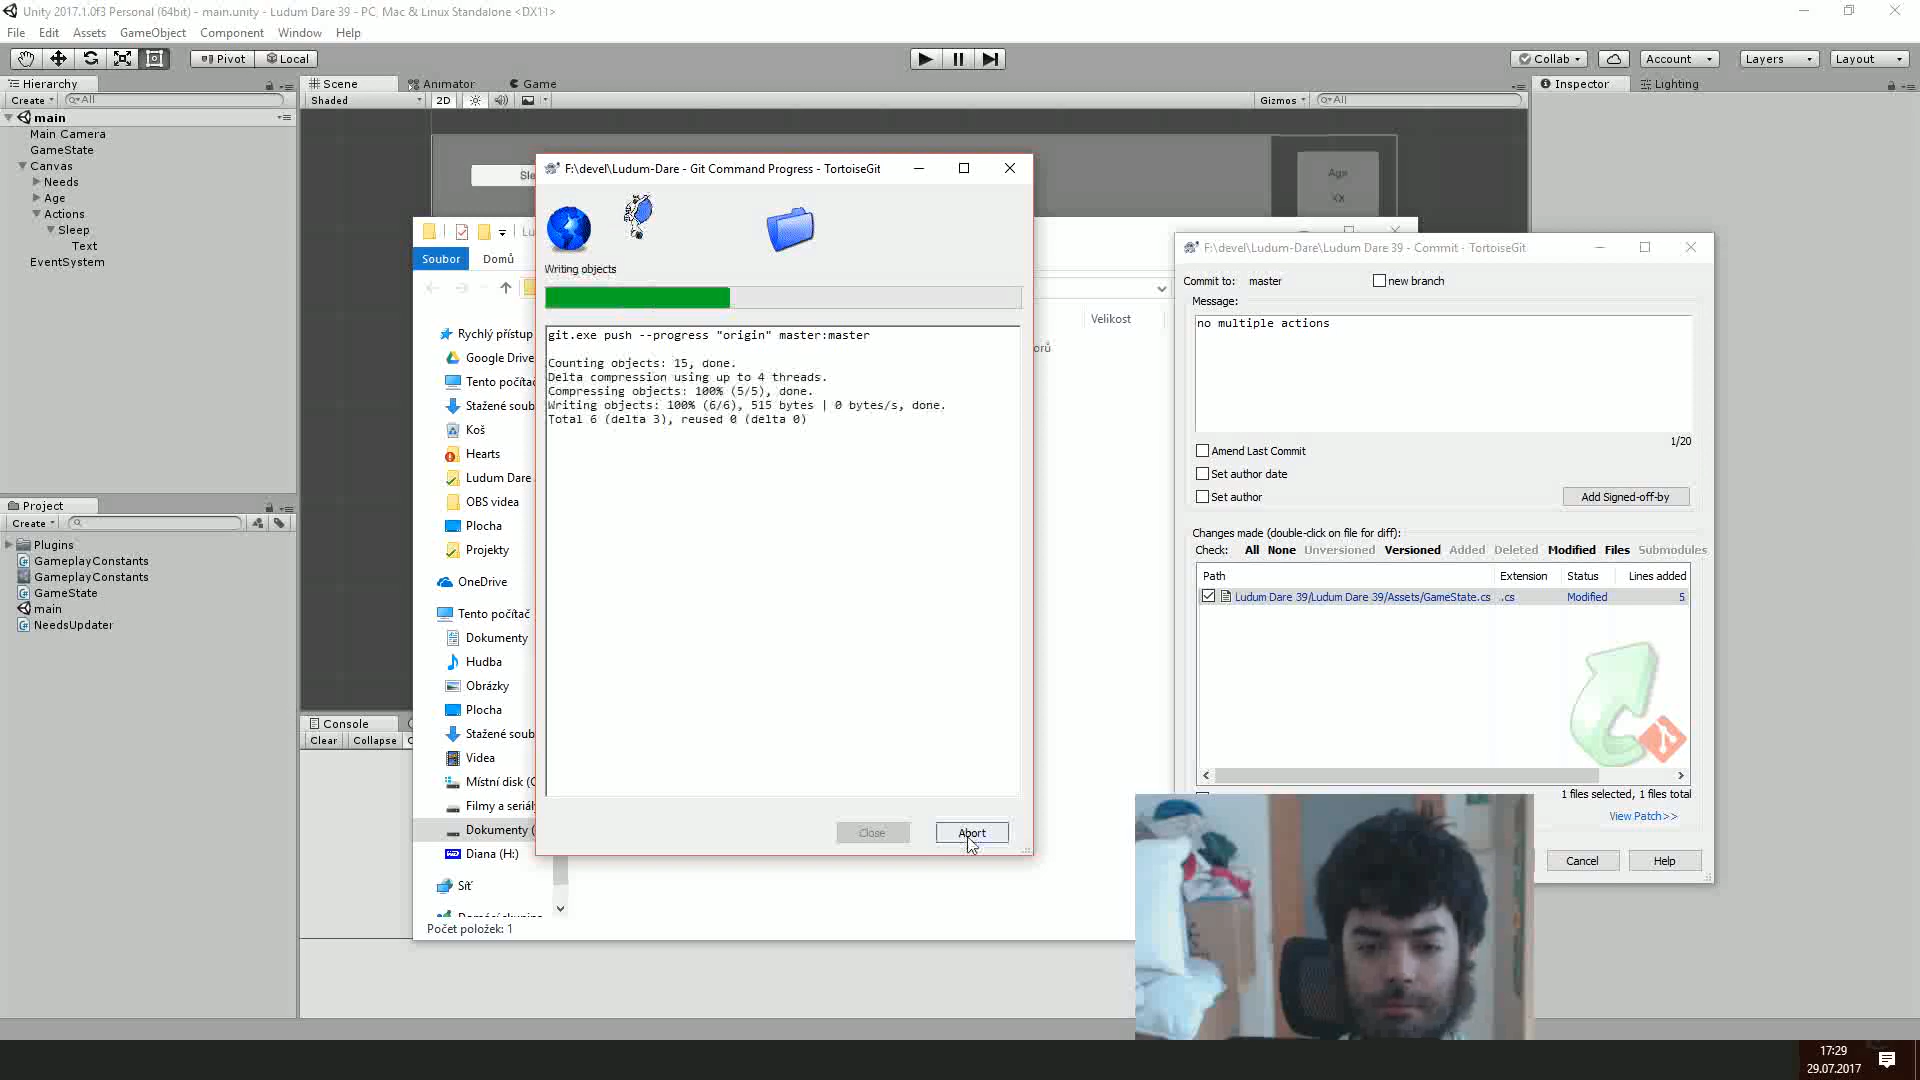 Unity 2017.1.0f3 Personal (64bit) - main.unity - Ludum Dare 39 - PC, Mac & Linux Standalone <DX11>
File Edit Assets GameObject Component Window Help
Pivot Local
Collab Account Layers Layout
Hierarchy
Create All
main
Main Camera
GameState
Canvas
Needs
Age
Actions
Sleep
Text
EventSystem
Scene Animator Game
Shaded 2D Gizmos All
Inspector Lighting
Age
XX
Project
Create
Plugins
GameplayConstants
GameplayConstants
GameState
main
NeedsUpdater
Console
Clear Collapse
Soubor Domů
Velikost
Rychlý přístup
Google Drive
Tento počítač
Stažené soub
Koš
Hearts
Ludum Dare
OBS videa
Plocha
Projekty
OneDrive
Tento počítač
Dokumenty
Hudba
Obrázky
Plocha
Stažené soub
Videa
Místní disk (C
Filmy a seriál
Dokumenty (
Diana (H:)
Síť
Počet položek: 1
F:\devel\Ludum-Dare - Git Command Progress - TortoiseGit
Writing objects
git.exe push --progress "origin" master:master
Counting objects: 15, done.
Delta compression using up to 4 threads.
Compressing objects: 100% (5/5), done.
Writing objects: 100% (6/6), 515 bytes | 0 bytes/s, done.
Total 6 (delta 3), reused 0 (delta 0)
Close Abort
F:\devel\Ludum-Dare\Ludum Dare 39 - Commit - TortoiseGit
Commit to: master new branch
Message:
no multiple actions
1/20
Amend Last Commit
Set author date
Set author
Add Signed-off-by
Changes made (double-click on file for diff):
Check: All None Unversioned Versioned Added Deleted Modified Files Submodules
Path Extension Status Lines added
Ludum Dare 39/Ludum Dare 39/Assets/GameState.cs .cs Modified 5
1 files selected, 1 files total
View Patch>>
Cancel Help
17:29
29.07.2017